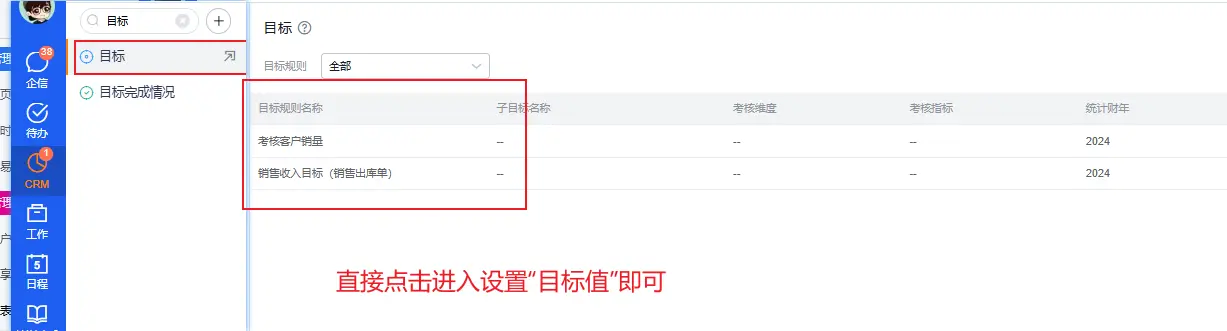 目标
目标
目标完成情况
38
企信
待办
1
CRM
工作
5
日程
理
页
时
易
理
户
享
表
目标
目标规则
全部
目标规则名称 子目标名称 考核维度 考核指标 统计财年
考核客户销量 -- -- -- 2024
销售收入目标（销售出库单） -- -- -- 2024
直接点击进入设置“目标值”即可